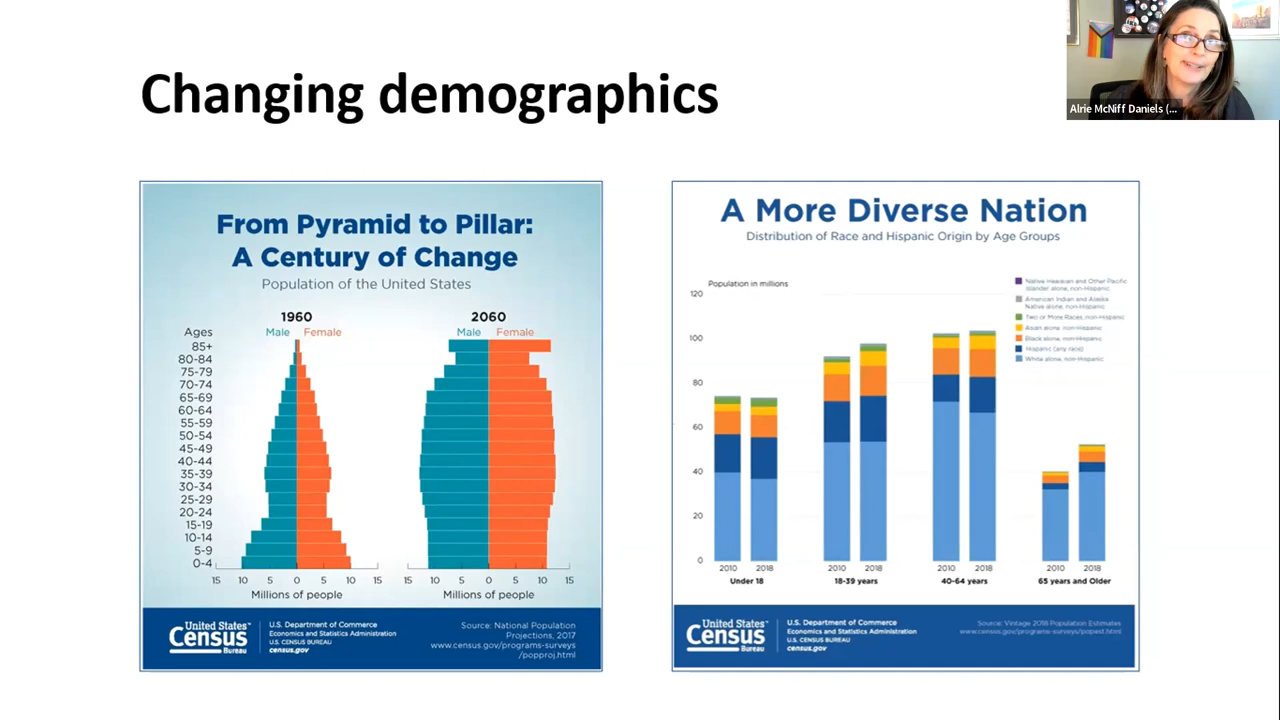 Changing demographics
Alrie McNiff Daniels (...
From Pyramid to Pillar:
A Century of Change
Population of the United States
1960
2060
Ages
Male Female
Male Female
85+
80-84
75-79
70-74
65-69
60-64
55-59
50-54
45-49
40-44
35-39
30-34
25-29
20-24
15-19
10-14
5-9
0-4
15 10 5 0 5 10 15
15 10 5 0 5 10 15
Millions of people
Millions of people
United States™
Census
Bureau
U.S. Department of Commerce
Economics and Statistics Administration
U.S. CENSUS BUREAU
census.gov
Source: National Population
Projections, 2017
www.census.gov/programs-surveys
/popproj.html
A More Diverse Nation
Distribution of Race and Hispanic Origin by Age Groups
Population in millions
Native Hawaiian and Other Pacific
Islander alone, non-Hispanic
American Indian and Alaska
Native alone, non-Hispanic
Two or More Races, non-Hispanic
Asian alone, non-Hispanic
Black alone, non-Hispanic
Hispanic (any race)
White alone, non-Hispanic
120
100
80
60
40
20
0
2010 2018 2010 2018 2010 2018 2010 2018
Under 18 18-39 years 40-64 years 65 years and Older
United States™
Census
Bureau
U.S. Department of Commerce
Economics and Statistics Administration
U.S. CENSUS BUREAU
census.gov
Source: Vintage 2018 Population Estimates
www.census.gov/programs-surveys/popest.html